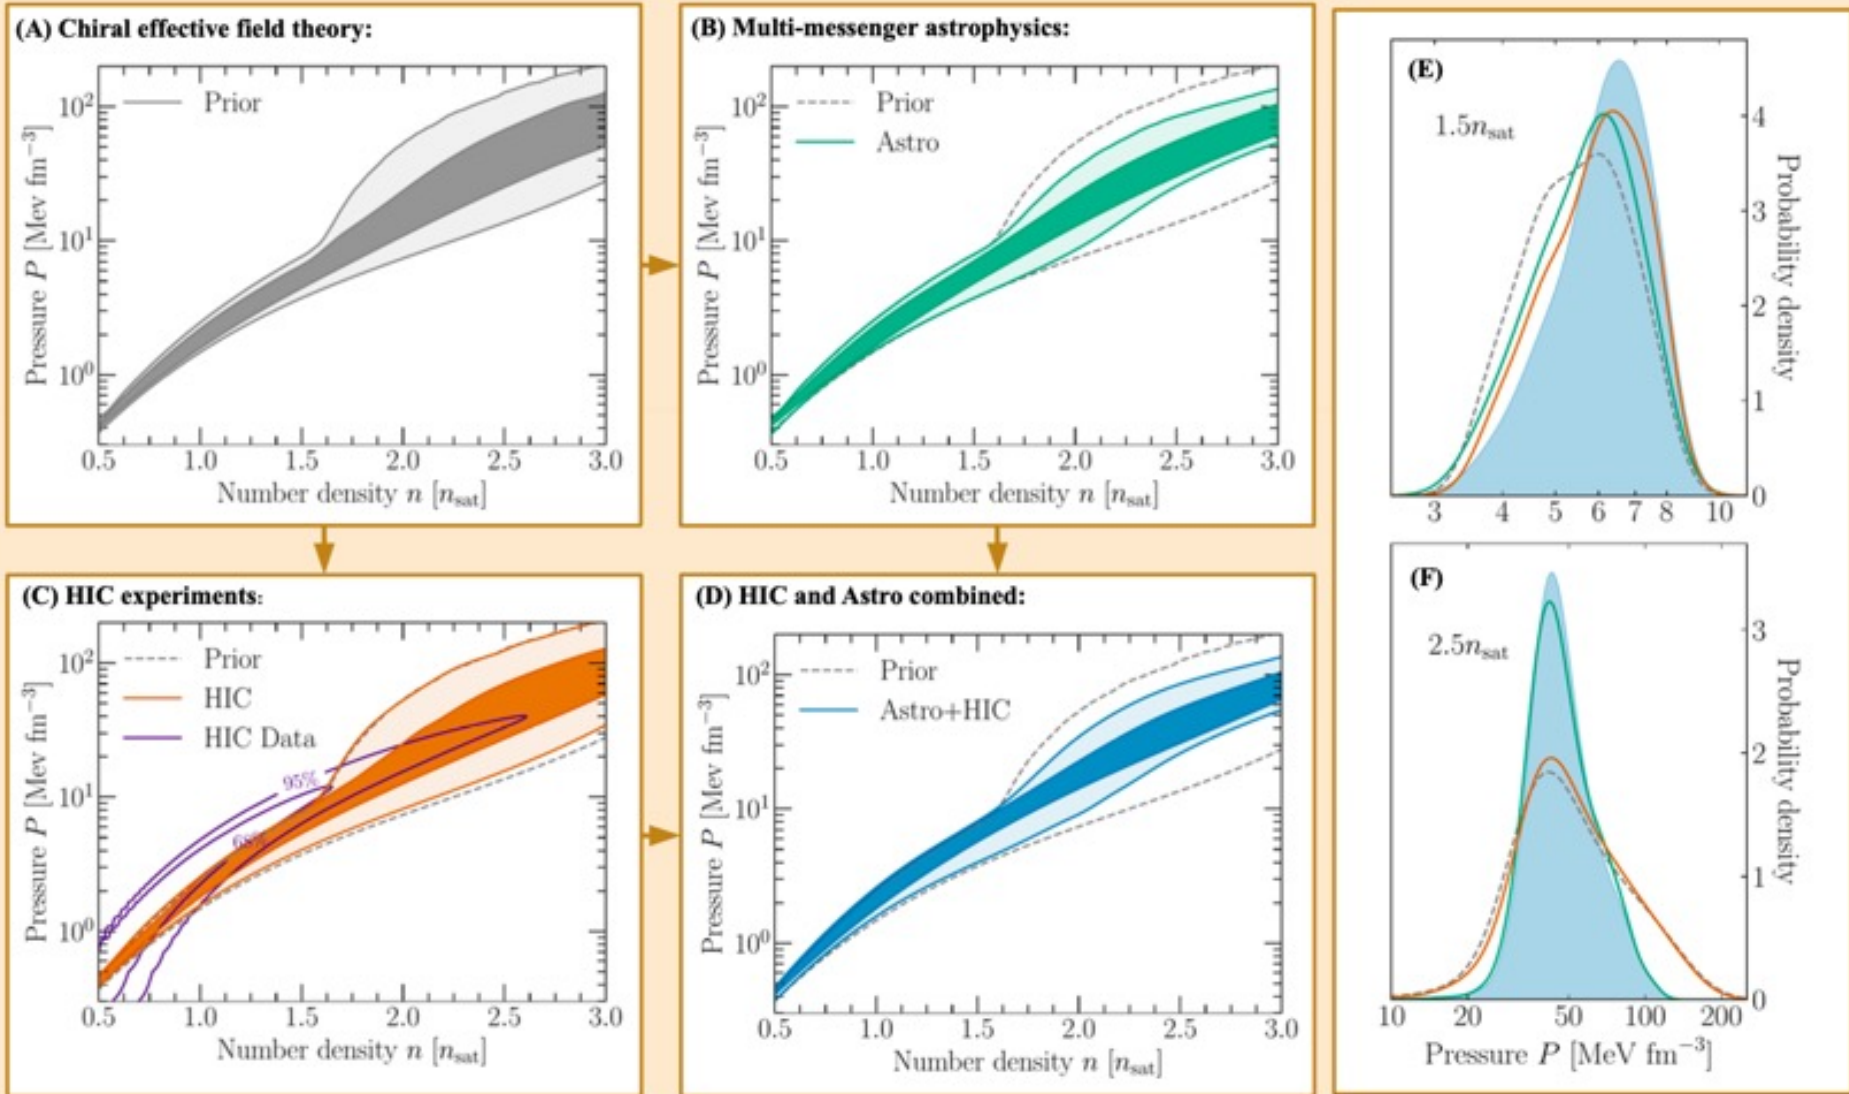 (A) Chiral effective field theory:
Prior
10²
10¹
10⁰
Pressure P [Mev fm⁻³]
0.5 1.0 1.5 2.0 2.5 3.0
Number density n [nsat]
(B) Multi-messenger astrophysics:
Prior
Astro
10²
10¹
10⁰
Pressure P [Mev fm⁻³]
0.5 1.0 1.5 2.0 2.5 3.0
Number density n [nsat]
(C) HIC experiments:
Prior
HIC
HIC Data
95%
68%
10²
10¹
10⁰
Pressure P [Mev fm⁻³]
0.5 1.0 1.5 2.0 2.5 3.0
Number density n [nsat]
(D) HIC and Astro combined:
Prior
Astro+HIC
10²
10¹
10⁰
Pressure P [Mev fm⁻³]
0.5 1.0 1.5 2.0 2.5 3.0
Number density n [nsat]
(E)
1.5nsat
4
3
2
1
0
Probability density
3 4 5 6 7 8 10
(F)
2.5nsat
3
2
1
0
Probability density
10 20 50 100 200
Pressure P [MeV fm⁻³]